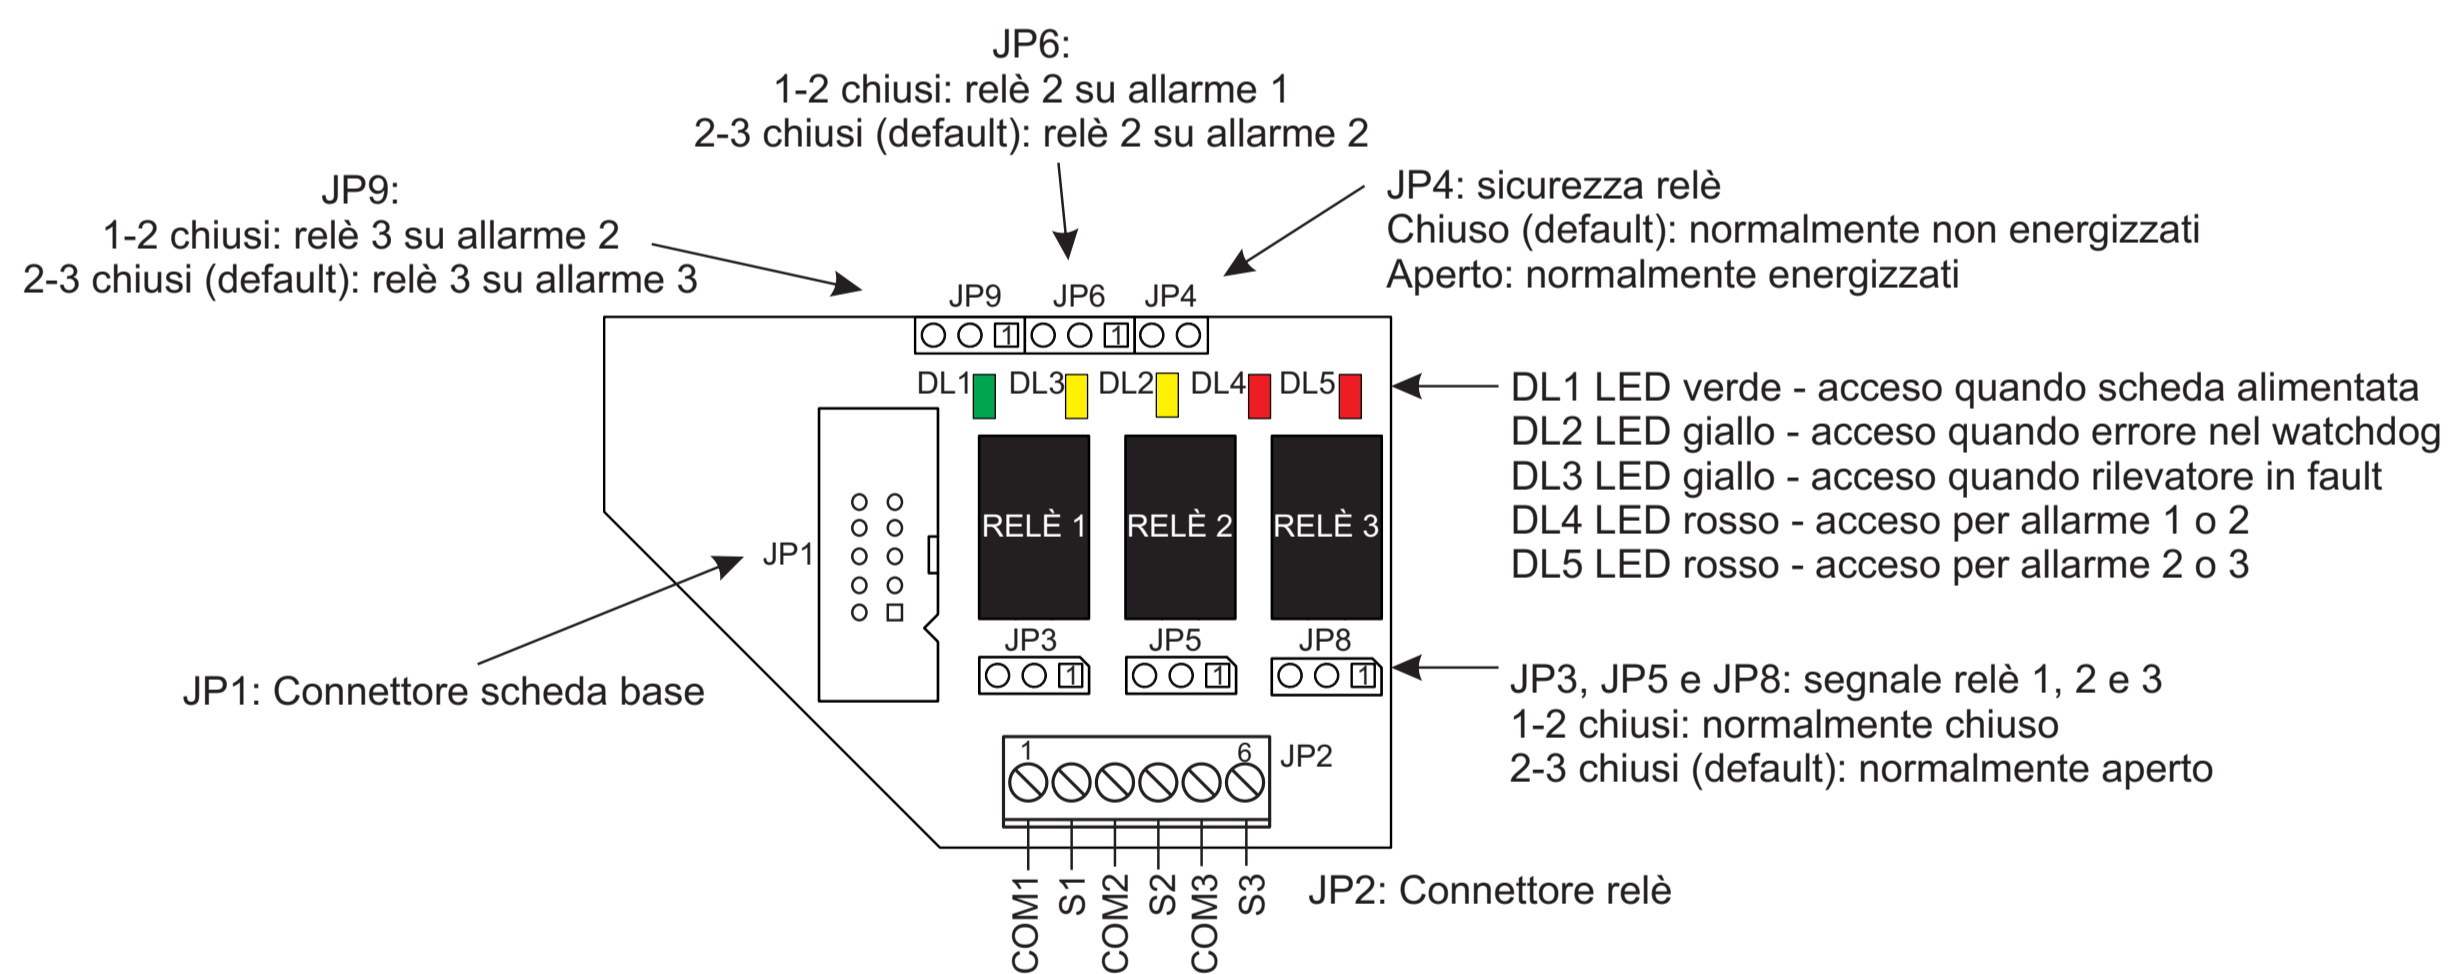 JP6:
1-2 chiusi: relè 2 su allarme 1
2-3 chiusi (default): relè 2 su allarme 2
JP9:
1-2 chiusi: relè 3 su allarme 2
2-3 chiusi (default): relè 3 su allarme 3
JP4: sicurezza relè
Chiuso (default): normalmente non energizzati
Aperto: normalmente energizzati
JP9 JP6 JP4
1 1
DL1 DL3 DL2 DL4 DL5
DL1 LED verde - acceso quando scheda alimentata
DL2 LED giallo - acceso quando errore nel watchdog
DL3 LED giallo - acceso quando rilevatore in fault
DL4 LED rosso - acceso per allarme 1 o 2
DL5 LED rosso - acceso per allarme 2 o 3
RELÈ 1 RELÈ 2 RELÈ 3
JP1
JP3 JP5 JP8
1 1 1
JP1: Connettore scheda base
JP3, JP5 e JP8: segnale relè 1, 2 e 3
1-2 chiusi: normalmente chiuso
2-3 chiusi (default): normalmente aperto
1 6 JP2
COM1 S1 COM2 S2 COM3 S3
JP2: Connettore relè